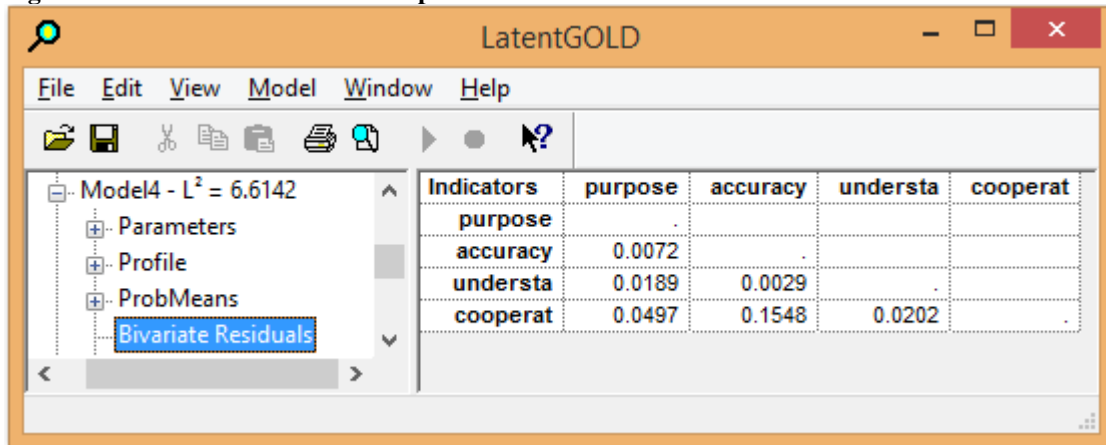 LatentGOLD
File Edit View Model Window Help
Model4 - L² = 6.6142
Parameters
Profile
ProbMeans
Bivariate Residuals
Indicators purpose accuracy understa cooperat
purpose .
accuracy 0.0072 .
understa 0.0189 0.0029 .
cooperat 0.0497 0.1548 0.0202 .